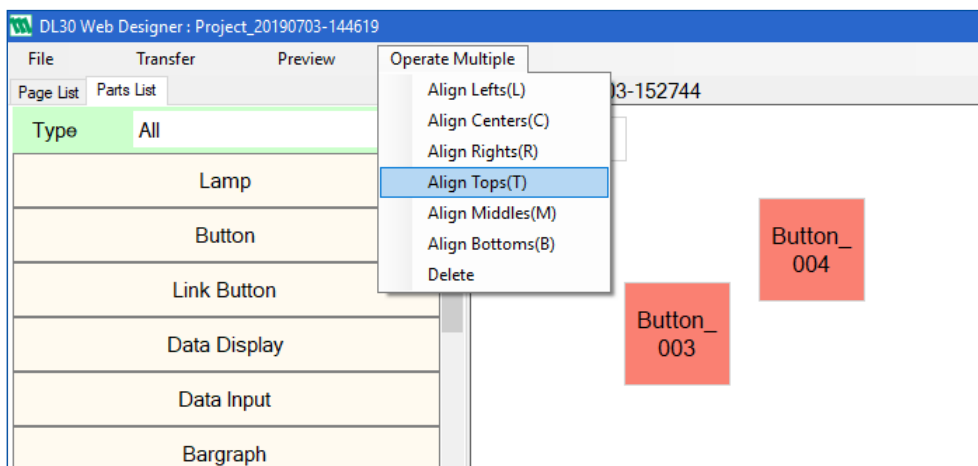 DL30 Web Designer : Project_20190703-144619
File Transfer Preview Operate Multiple
Page List Parts List
03-152744
Type All
Align Lefts(L)
Align Centers(C)
Align Rights(R)
Align Tops(T)
Align Middles(M)
Align Bottoms(B)
Delete
Lamp
Button
Link Button
Data Display
Data Input
Bargraph
Button_
004
Button_
003